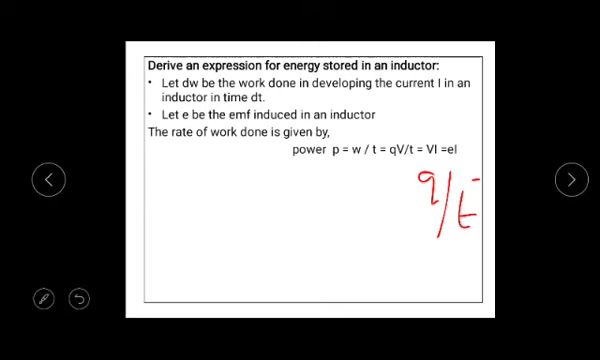 Derive an expression for energy stored in an inductor:
• Let dw be the work done in developing the current I in an
inductor in time dt.
• Let e be the emf induced in an inductor
The rate of work done is given by,
power p = w / t = qV/t = VI =eI
q/t